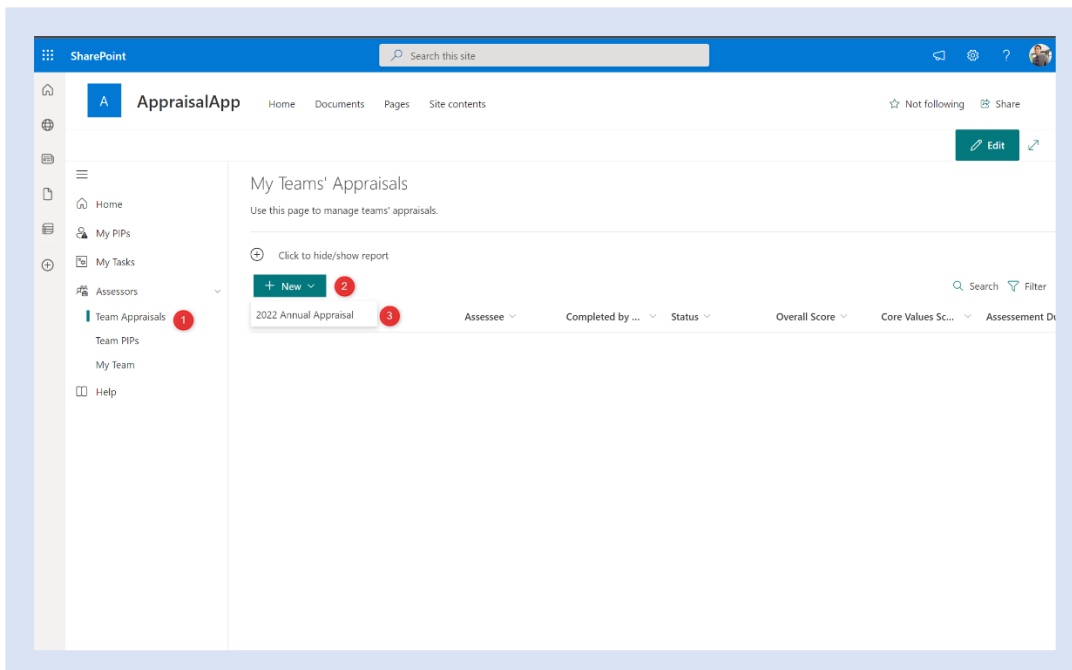 SharePoint
Search this site
?
A
AppraisalApp
Home Documents Pages Site contents
Not following Share
Edit
Home
My PIPs
My Tasks
Assessors
Team Appraisals 1
Team PIPs
My Team
Help
My Teams' Appraisals
Use this page to manage teams' appraisals.
Click to hide/show report
+ New 2
Search Filter
2022 Annual Appraisal 3
Assessee Completed by ... Status Overall Score Core Values Sc... Assessement Du